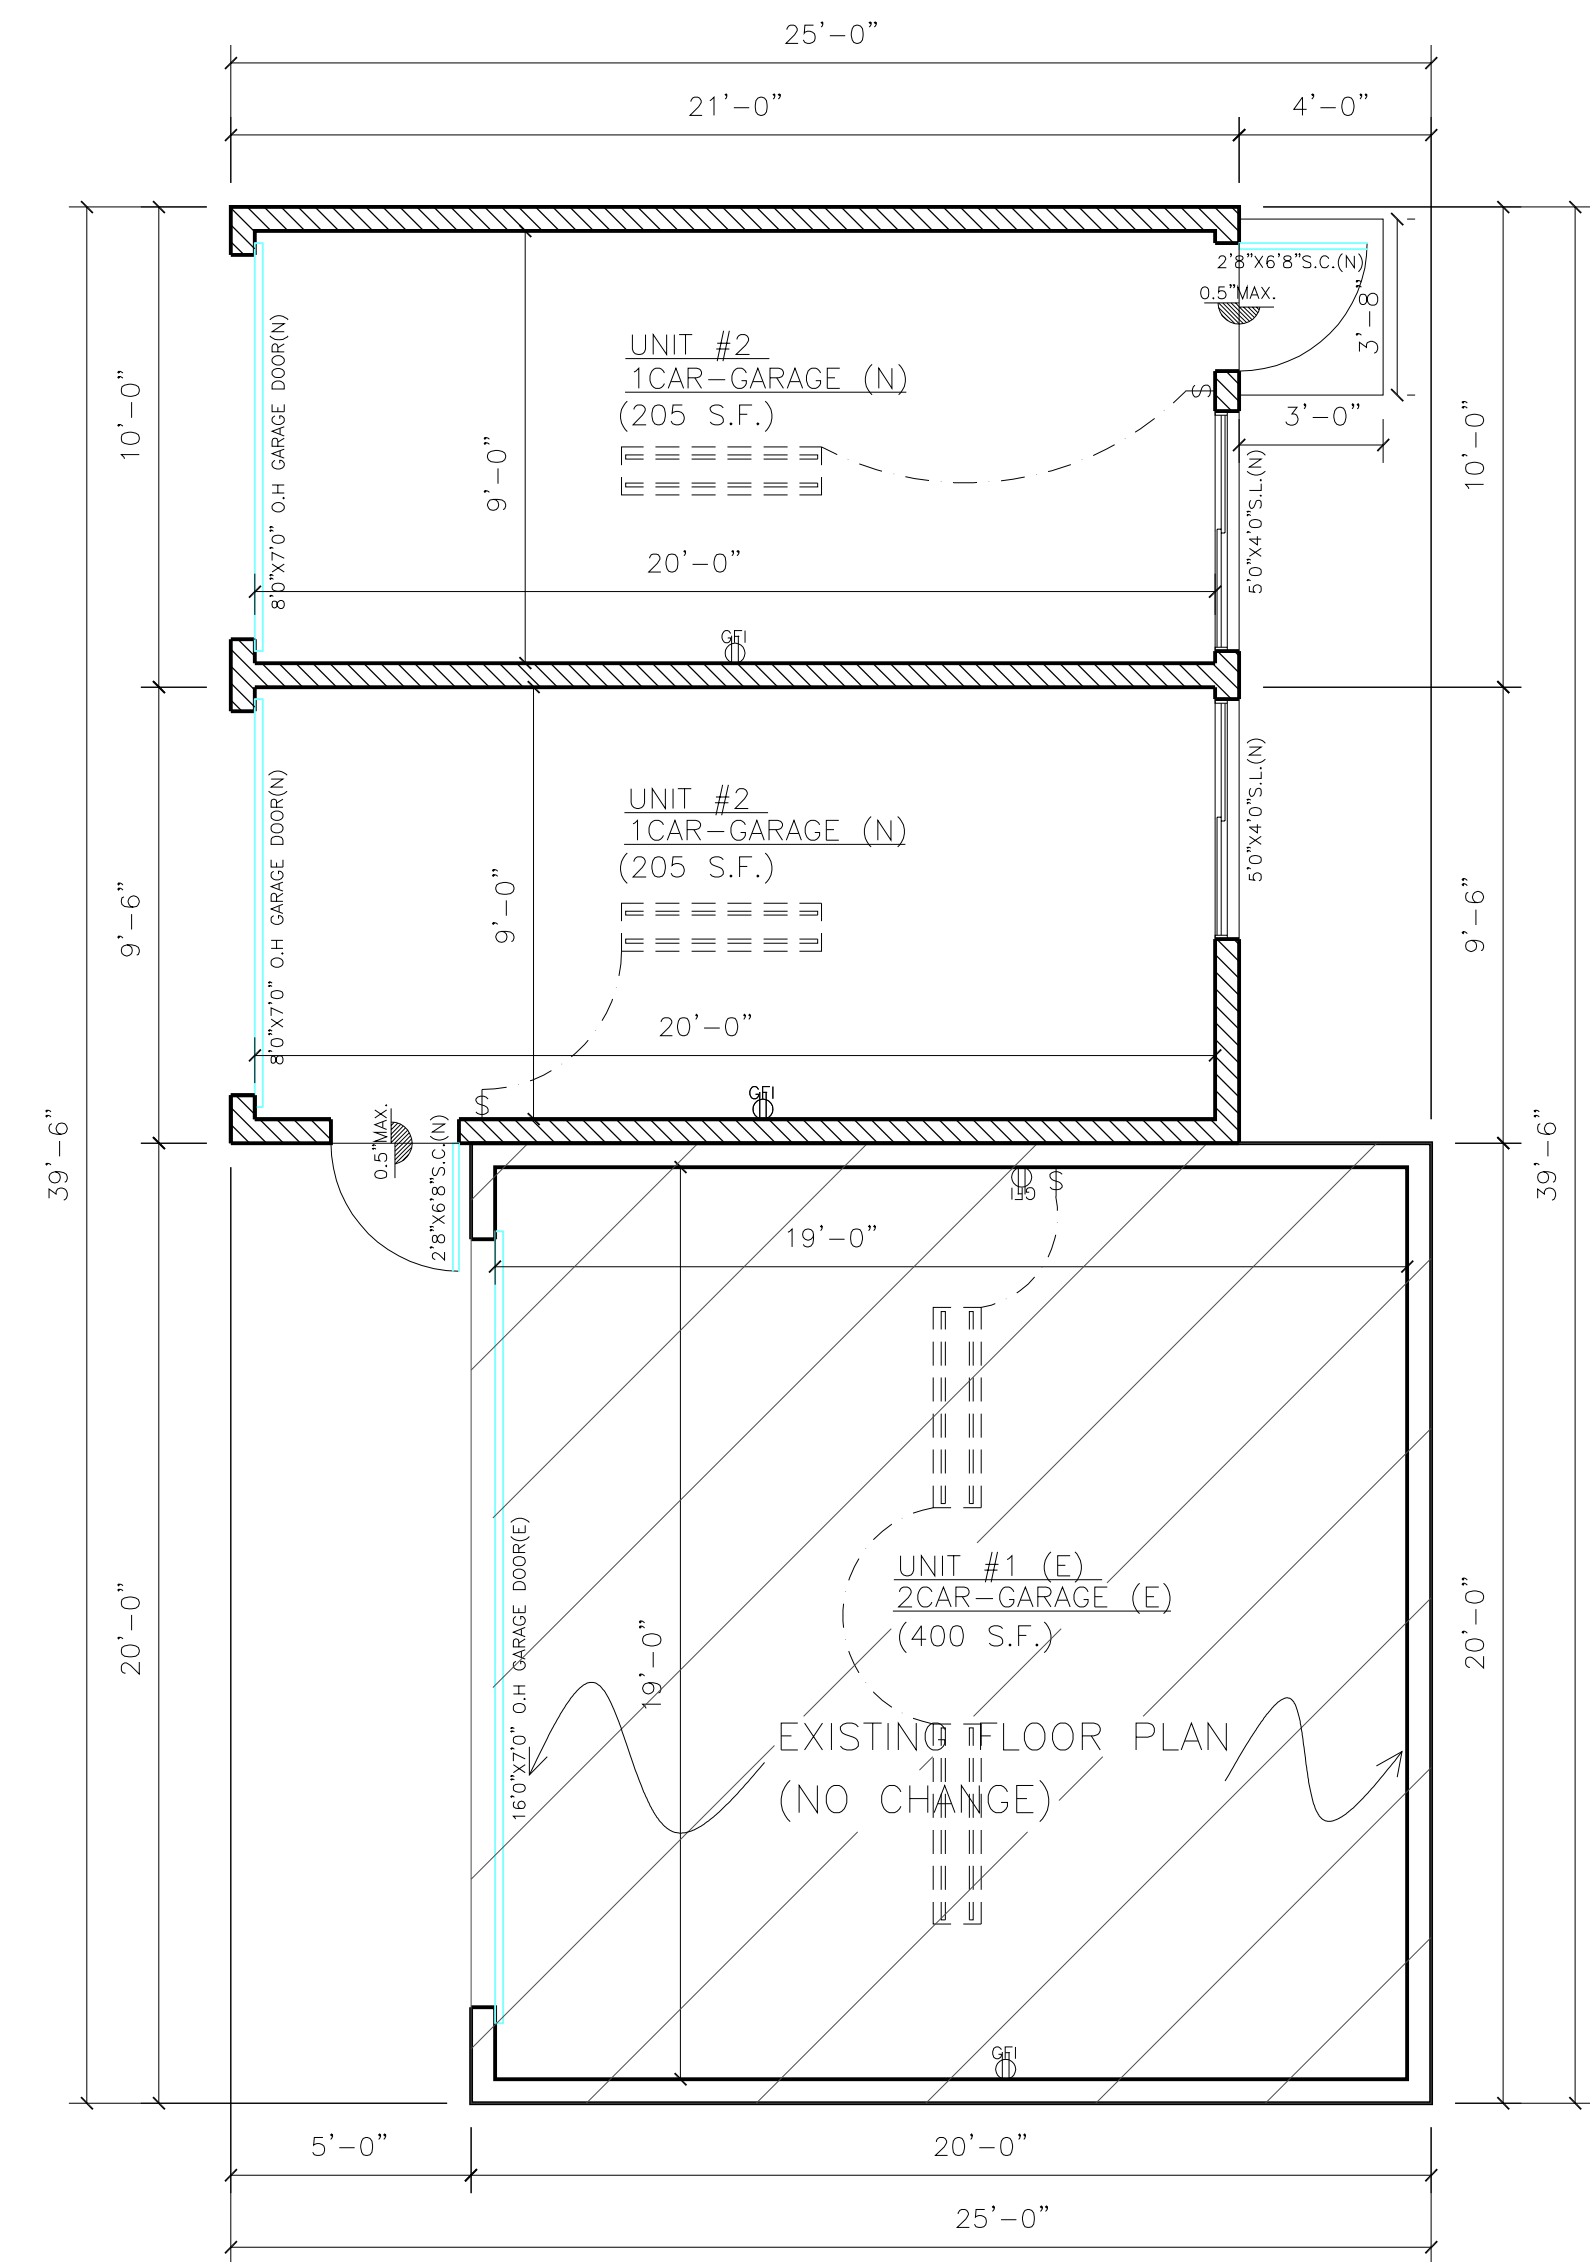 25'-0"
21'-0"
4'-0"
2'8"X6'8"S.C.(N)
0.5"MAX.
3'-8"
3'-0"
UNIT #2
1CAR-GARAGE (N)
(205 S.F.)
8'0"X7'0" O.H GARAGE DOOR(N)
10'-0"
9'-0"
20'-0"
GFI
S
5'0"X4'0"S.L.(N)
10'-0"
UNIT #2
1CAR-GARAGE (N)
(205 S.F.)
8'0"X7'0" O.H GARAGE DOOR(N)
9'-6"
9'-0"
20'-0"
GFI
S
5'0"X4'0"S.L.(N)
9'-6"
39'-6"
0.5"MAX.
2'8"X6'8"S.C.(N)
39'-6"
GFI
S
19'-0"
16'0"X7'0" O.H GARAGE DOOR(E)
UNIT #1 (E)
2CAR-GARAGE (E)
(400 S.F.)
20'-0"
19'-0"
20'-0"
EXISTING FLOOR PLAN
(NO CHANGE)
GFI
5'-0"
20'-0"
25'-0"